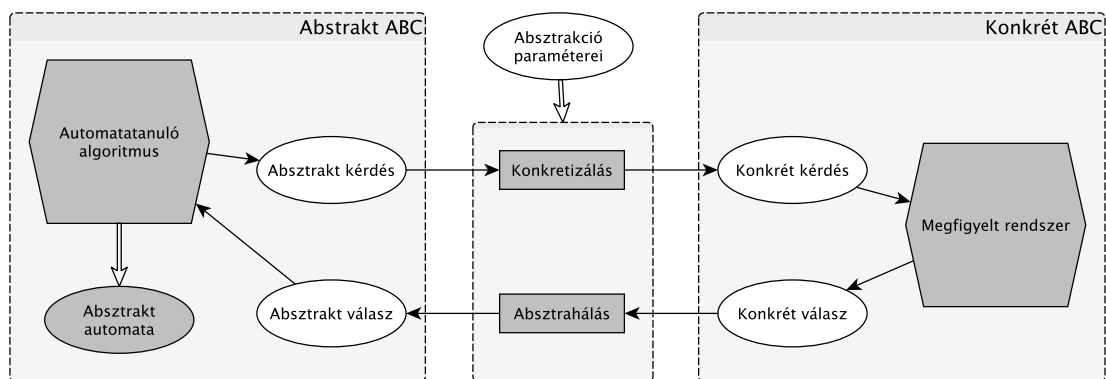 Abstrakt ABC
Absztrakció
paraméterei
Konkrét ABC
Automatatanuló
algoritmus
Absztrakt kérdés
Konkretizálás
Konkrét kérdés
Megfigyelt rendszer
Absztrakt
automata
Absztrakt válasz
Absztrahálás
Konkrét válasz